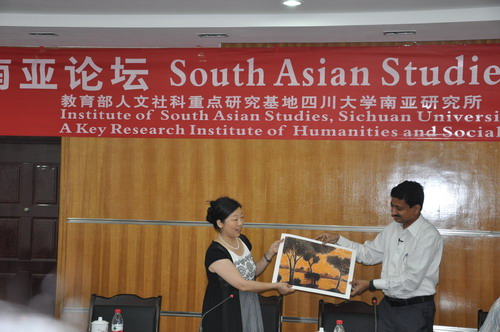 南亚论坛 South Asian Studie
教育部人文社科重点研究基地四川大学南亚研究所
Institute of South Asian Studies, Sichuan Universi
A Key Research Institute of Humanities and Social